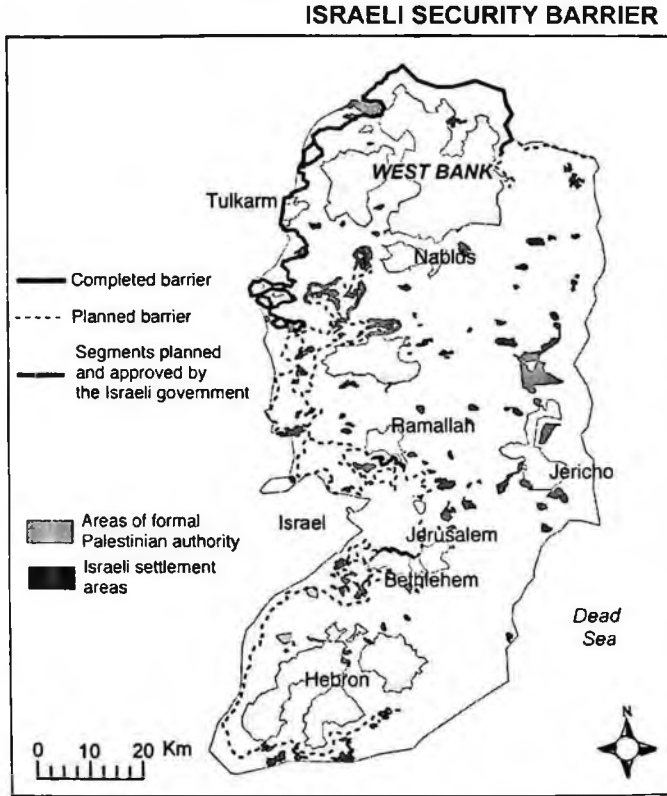 ISRAELI SECURITY BARRIER
WEST BANK
Tulkarm
Nablus
Completed barrier
Planned barrier
Segments planned
and approved by
the Israeli government
Ramallah
Jericho
Areas of formal
Palestinian authority
Israel
Jerusalem
Israeli settlement
areas
Bethlehem
Dead
Sea
Hebron
N
0 10 20 Km